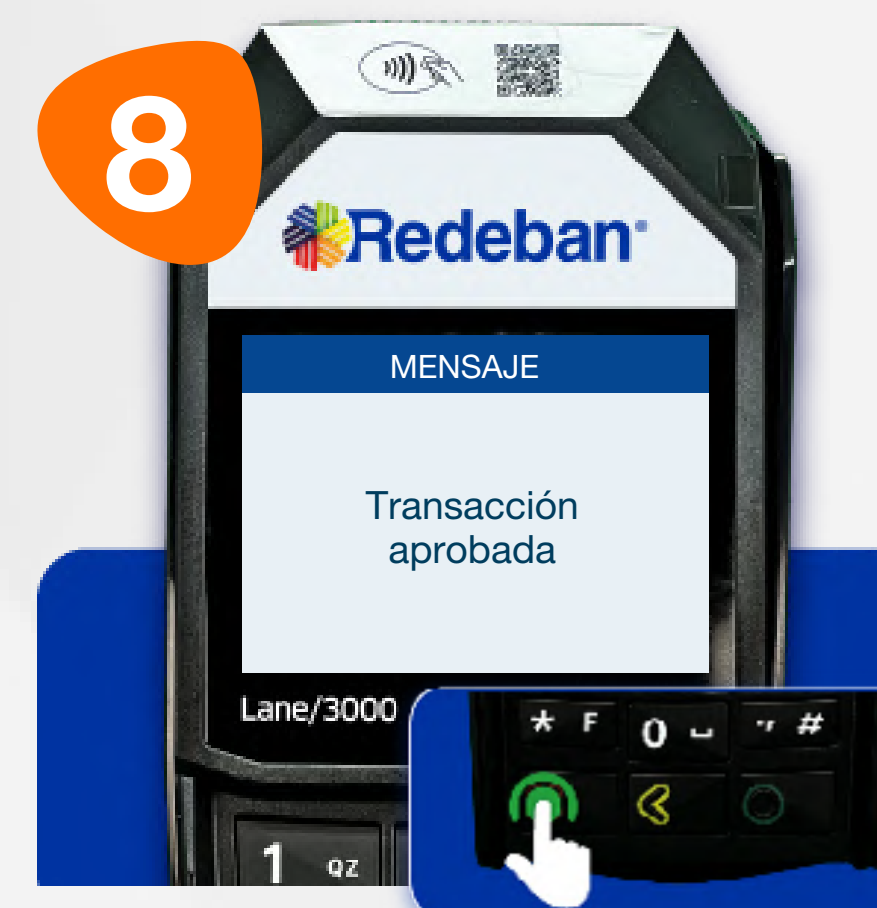 8
Redeban
MENSAJE
Transacción
aprobada
Lane/3000
* F
0 ⎵
., #
1 QZ